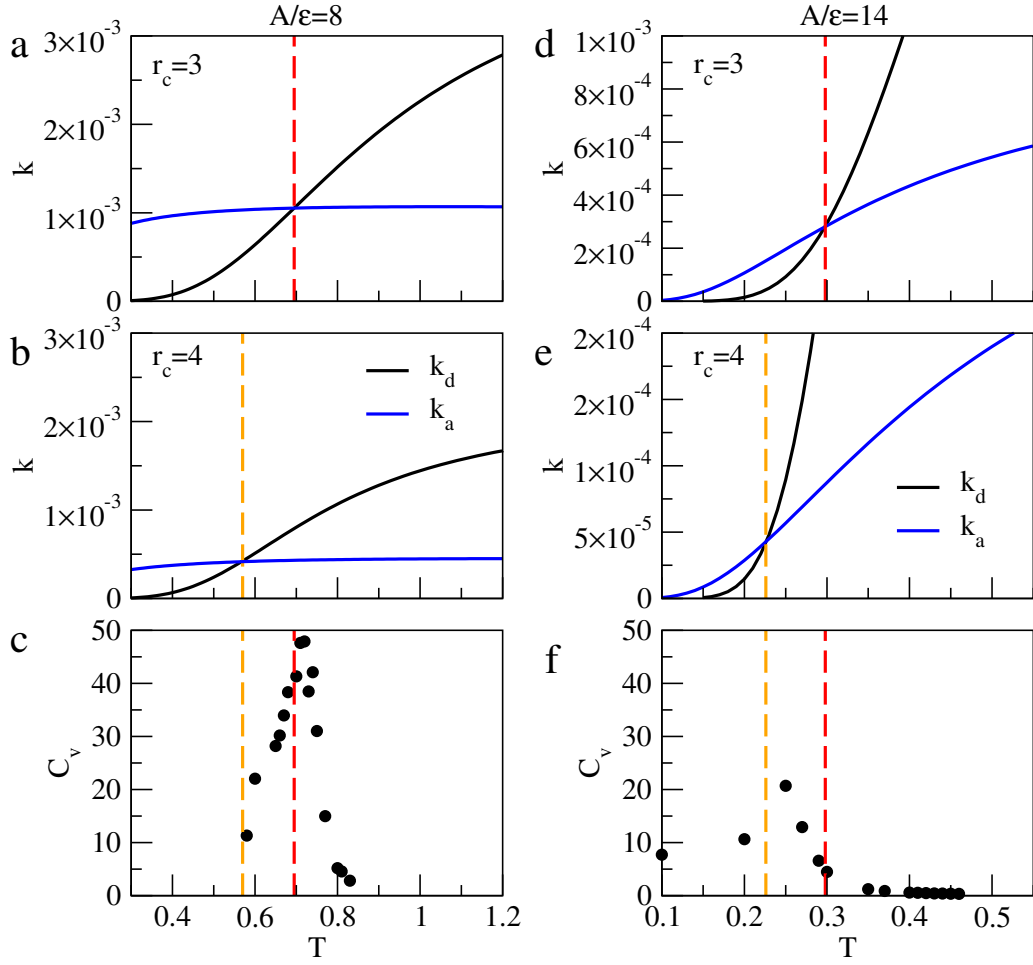 A/ε=8
A/ε=14
a
3×10⁻³
2×10⁻³
1×10⁻³
0
k
r_c=3
d
1×10⁻³
8×10⁻⁴
6×10⁻⁴
4×10⁻⁴
2×10⁻⁴
0
k
r_c=3
b
3×10⁻³
2×10⁻³
1×10⁻³
0
k
r_c=4
k_d
k_a
e
2×10⁻⁴
2×10⁻⁴
1×10⁻⁴
5×10⁻⁵
0
k
r_c=4
k_d
k_a
c
50
40
30
20
10
0
C_v
0.4 0.6 0.8 1 1.2
T
f
50
40
30
20
10
0
C_v
0.1 0.2 0.3 0.4 0.5
T